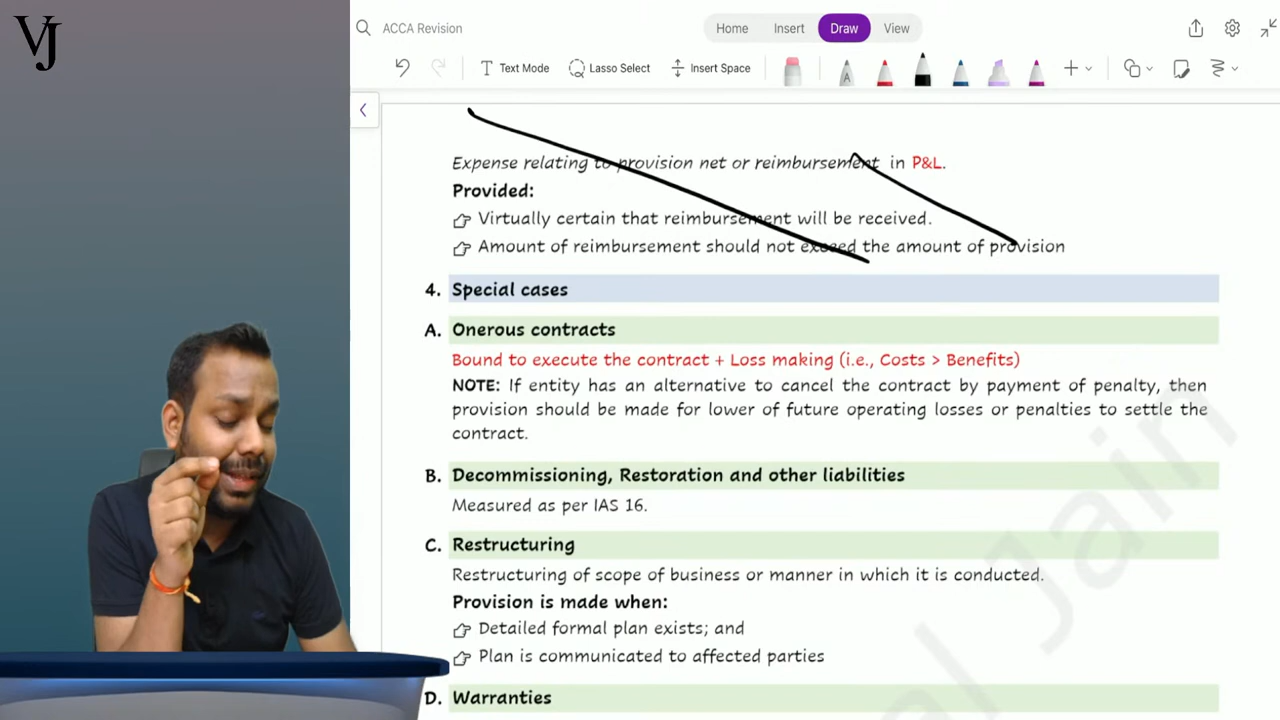 VJ
ACCA Revision
Home Insert Draw View
Text Mode Lasso Select Insert Space
Expense relating to provision net or reimbursement in P&L.
Provided:
Virtually certain that reimbursement will be received.
Amount of reimbursement should not exceed the amount of provision
4. Special cases
A. Onerous contracts
Bound to execute the contract + Loss making (i.e., Costs > Benefits)
NOTE: If entity has an alternative to cancel the contract by payment of penalty, then
provision should be made for lower of future operating losses or penalties to settle the
contract.
B. Decommissioning, Restoration and other liabilities
Measured as per IAS 16.
C. Restructuring
Restructuring of scope of business or manner in which it is conducted.
Provision is made when:
Detailed formal plan exists; and
Plan is communicated to affected parties
D. Warranties
Jain